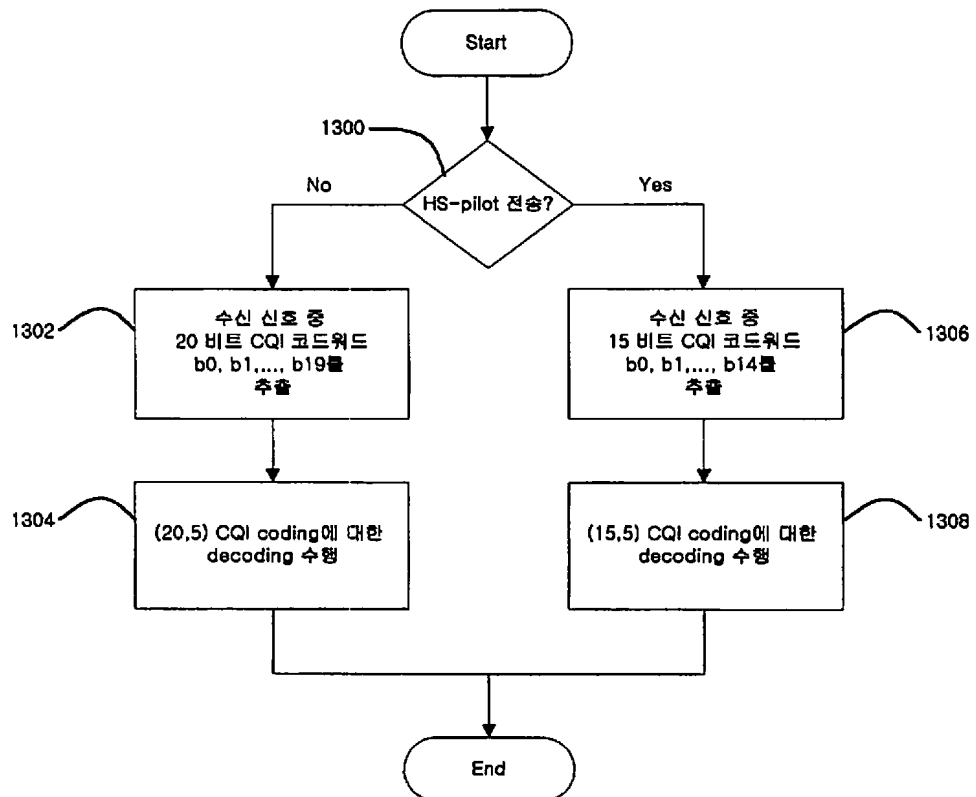 Start
1300
HS-pilot 전송?
No
Yes
1302
수신 신호 중
20 비트 CQI 코드워드
b0, b1,...., b19를
추출
수신 신호 중
15 비트 CQI 코드워드
b0, b1,...., b14를
추출
1306
1304
(20,5) CQI coding에 대한
decoding 수행
(15,5) CQI coding에 대한
decoding 수행
1308
End